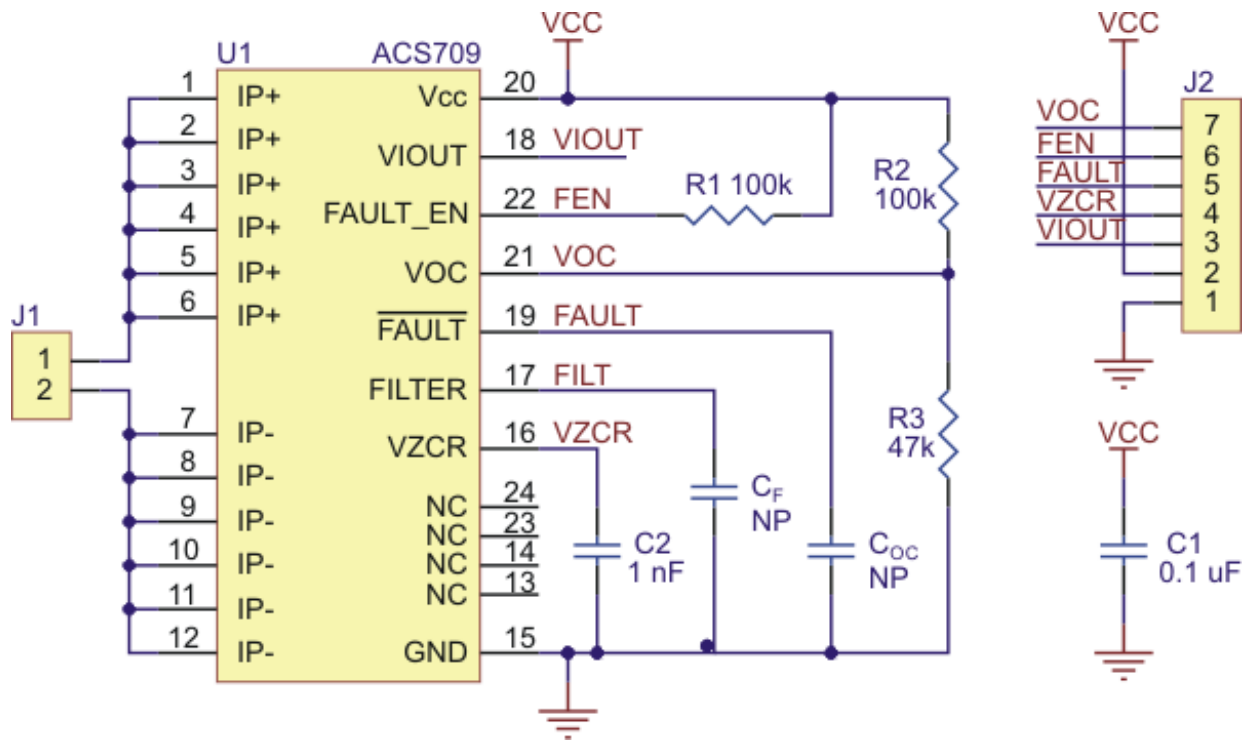 VCC
VCC
U1
ACS709
J2
1
IP+
Vcc
20
2
IP+
VIOUT
18
VIOUT
3
IP+
R1 100k
R2
100k
4
IP+
FAULT_EN
22
FEN
5
IP+
VOC
21
VOC
6
IP+
FAULT
19
FAULT
J1
1
2
FILTER
17
FILT
7
IP-
VZCR
16
VZCR
R3
47k
8
IP-
NC
24
9
IP-
NC
23
10
IP-
NC
14
11
IP-
NC
13
12
IP-
GND
15
C2
1 nF
CF
NP
COC
NP
VOC
7
FEN
6
FAULT
5
VZCR
4
VIOUT
3
2
1
VCC
C1
0.1 uF